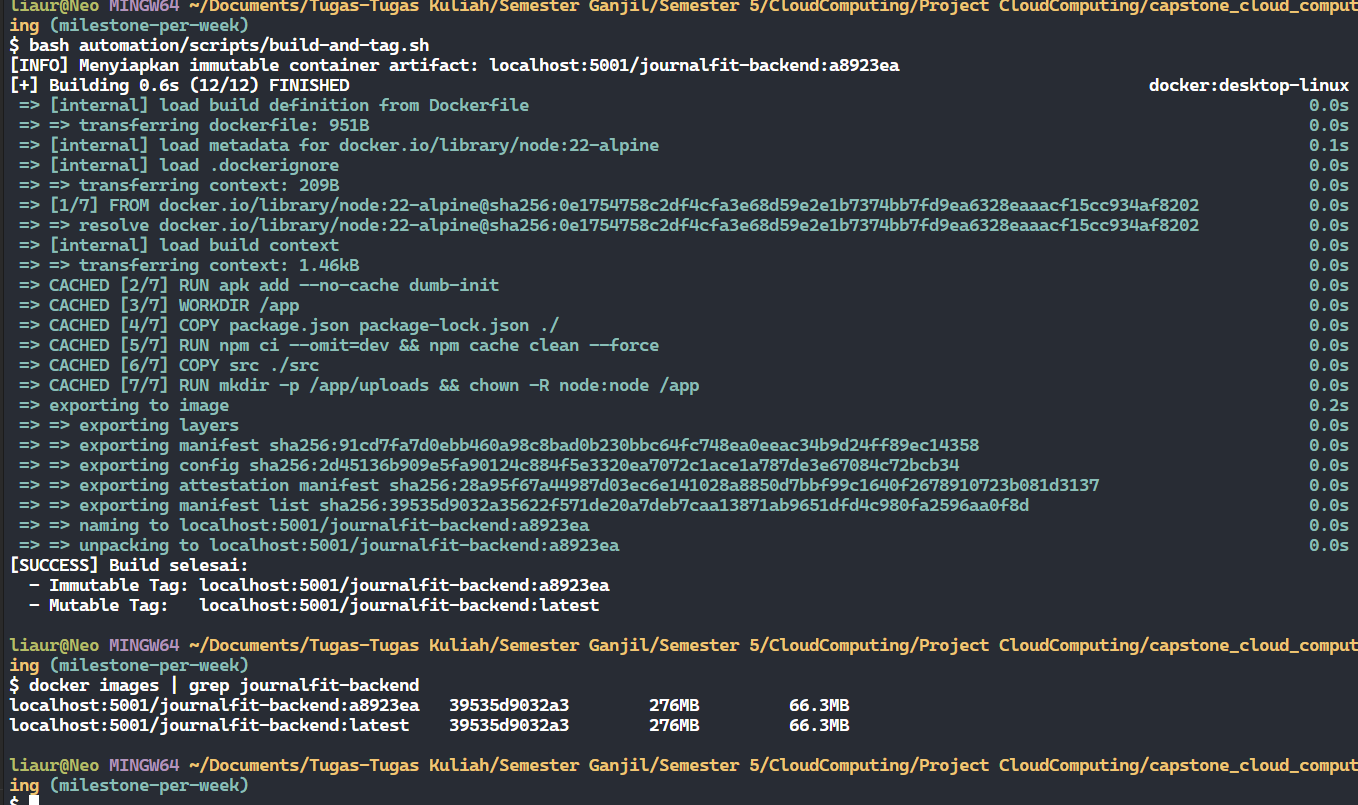 liaur@Neo MINGW64 ~/Documents/Tugas-Tugas Kuliah/Semester Ganjil/Semester 5/CloudComputing/Project CloudComputing/capstone_cloud_comput
ing (milestone-per-week)
$ bash automation/scripts/build-and-tag.sh
[INFO] Menyiapkan immutable container artifact: localhost:5001/journalfit-backend:a8923ea
[+] Building 0.6s (12/12) FINISHED docker:desktop-linux
=> [internal] load build definition from Dockerfile 0.0s
=> => transferring dockerfile: 951B 0.0s
=> [internal] load metadata for docker.io/library/node:22-alpine 0.1s
=> [internal] load .dockerignore 0.0s
=> => transferring context: 209B 0.0s
=> [1/7] FROM docker.io/library/node:22-alpine@sha256:0e1754758c2df4cfa3e68d59e2e1b7374bb7fd9ea6328eaaacf15cc934af8202 0.0s
=> => resolve docker.io/library/node:22-alpine@sha256:0e1754758c2df4cfa3e68d59e2e1b7374bb7fd9ea6328eaaacf15cc934af8202 0.0s
=> [internal] load build context 0.0s
=> => transferring context: 1.46kB 0.0s
=> CACHED [2/7] RUN apk add --no-cache dumb-init 0.0s
=> CACHED [3/7] WORKDIR /app 0.0s
=> CACHED [4/7] COPY package.json package-lock.json ./ 0.0s
=> CACHED [5/7] RUN npm ci --omit=dev && npm cache clean --force 0.0s
=> CACHED [6/7] COPY src ./src 0.0s
=> CACHED [7/7] RUN mkdir -p /app/uploads && chown -R node:node /app 0.0s
=> exporting to image 0.2s
=> => exporting layers 0.0s
=> => exporting manifest sha256:91cd7fa7d0ebb460a98c8bad0b230bbc64fc748ea0eeac34b9d24ff89ec14358 0.0s
=> => exporting config sha256:2d45136b909e5fa90124c884f5e3320ea7072c1ace1a787de3e67084c72bcb34 0.0s
=> => exporting attestation manifest sha256:28a95f67a44987d03ec6e141028a8850d7bbf99c1640f2678910723b081d3137 0.0s
=> => exporting manifest list sha256:39535d9032a35622f571de20a7deb7caa13871ab9651dfd4c980fa2596aa0f8d 0.0s
=> => naming to localhost:5001/journalfit-backend:a8923ea 0.0s
=> => unpacking to localhost:5001/journalfit-backend:a8923ea 0.0s
[SUCCESS] Build selesai:
- Immutable Tag: localhost:5001/journalfit-backend:a8923ea
- Mutable Tag: localhost:5001/journalfit-backend:latest
liaur@Neo MINGW64 ~/Documents/Tugas-Tugas Kuliah/Semester Ganjil/Semester 5/CloudComputing/Project CloudComputing/capstone_cloud_comput
ing (milestone-per-week)
$ docker images | grep journalfit-backend
localhost:5001/journalfit-backend:a8923ea 39535d9032a3 276MB 66.3MB
localhost:5001/journalfit-backend:latest 39535d9032a3 276MB 66.3MB
liaur@Neo MINGW64 ~/Documents/Tugas-Tugas Kuliah/Semester Ganjil/Semester 5/CloudComputing/Project CloudComputing/capstone_cloud_comput
ing (milestone-per-week)
$